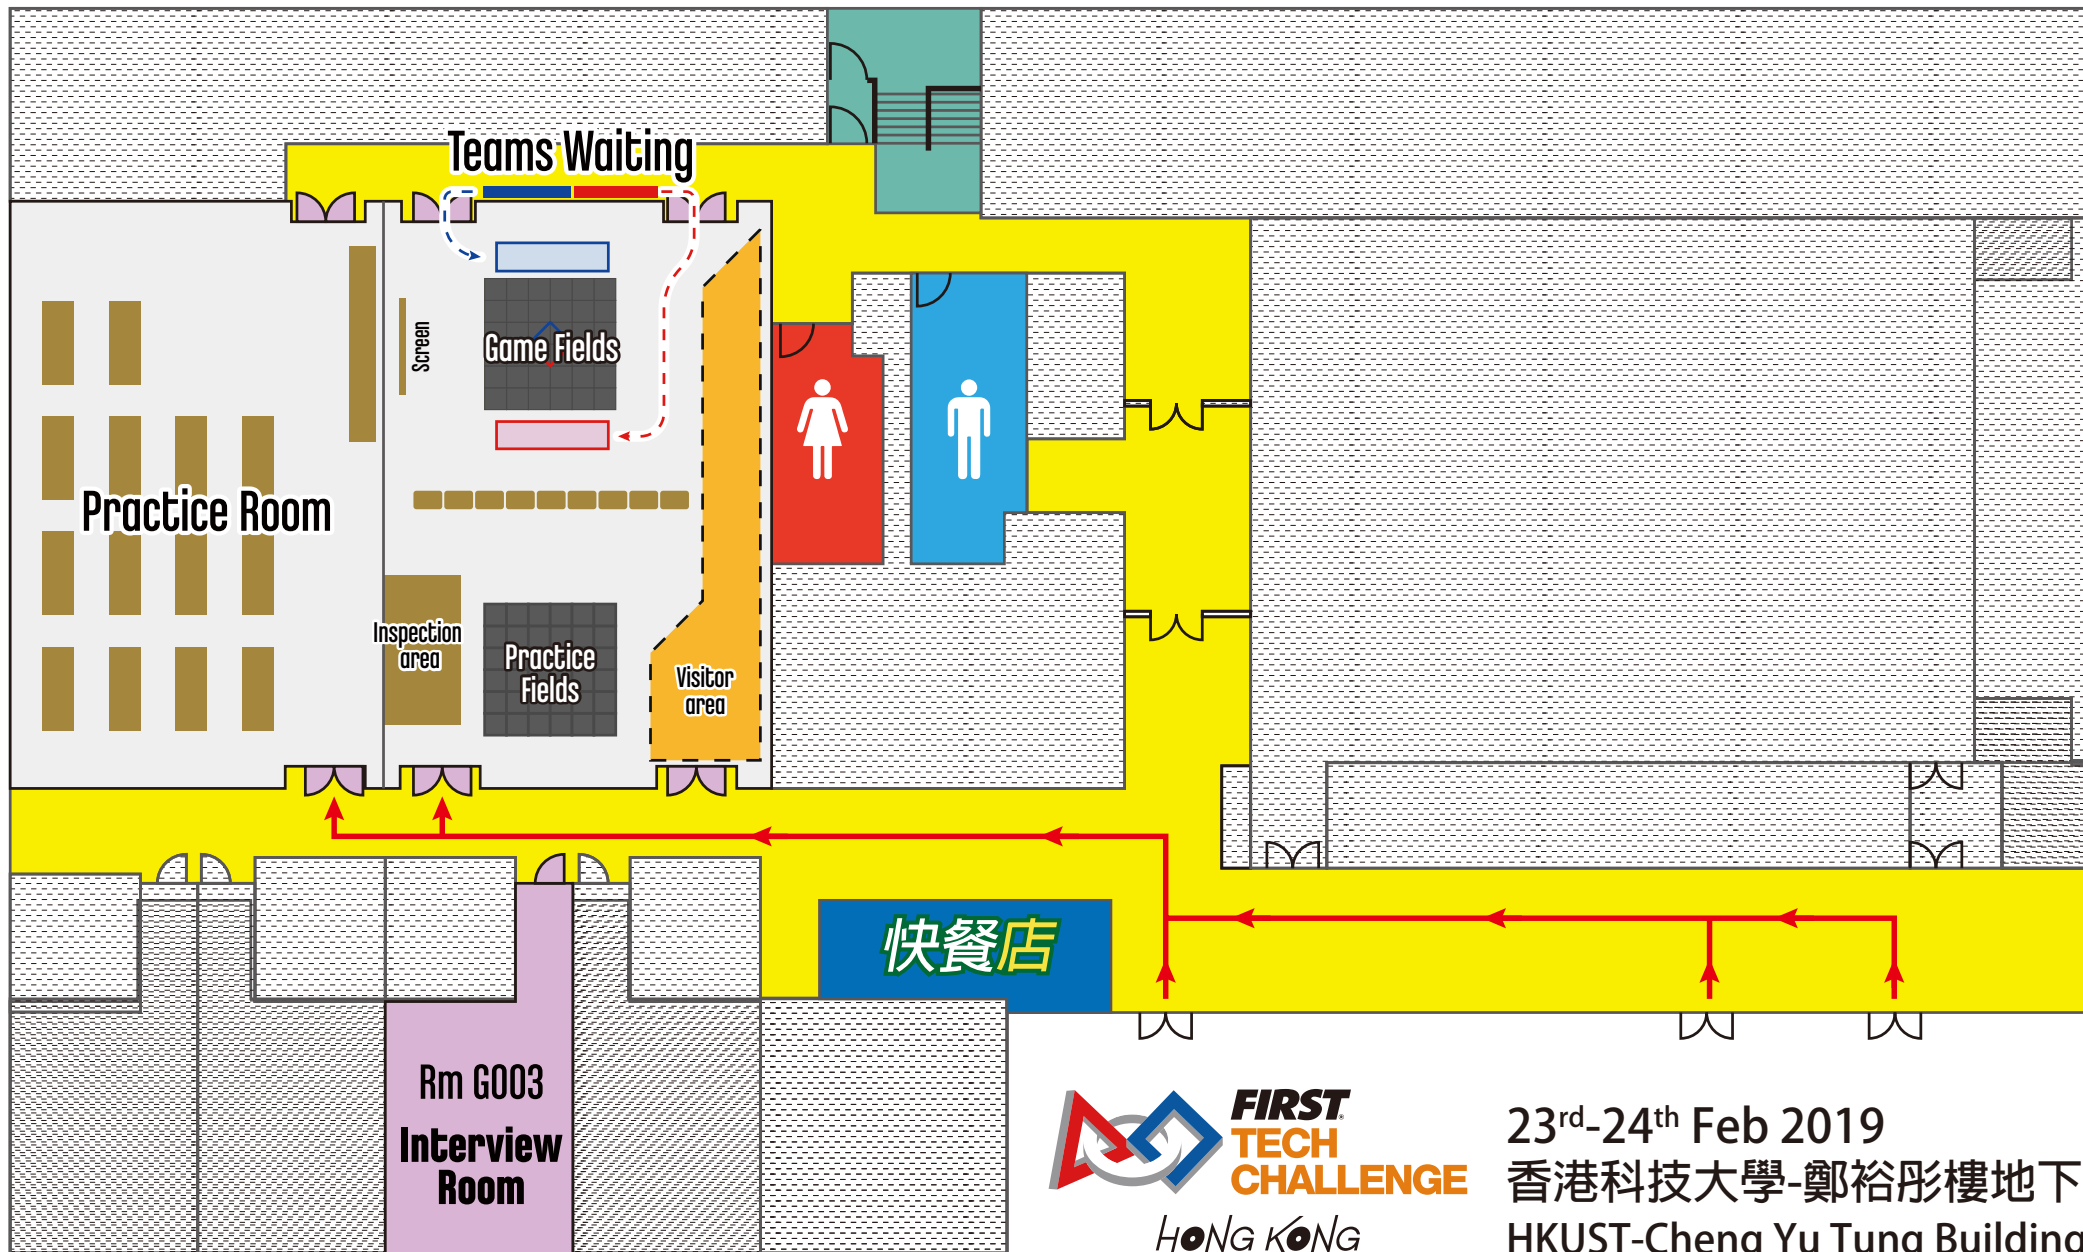 Teams Waiting
Screen
Game Fields
Practice Room
Inspection
area
Practice
Fields
Visitor
area
快餐店
Rm G003
Interview
Room
FIRST®
TECH
CHALLENGE
HONG KONG
23rd-24th Feb 2019
香港科技大學-鄭裕彤樓地下
HKUST-Cheng Yu Tung Building